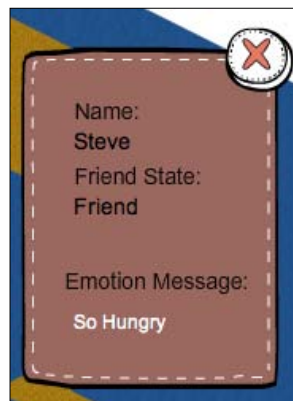 Name:
Steve
Friend State:
Friend
Emotion Message:
So Hungry